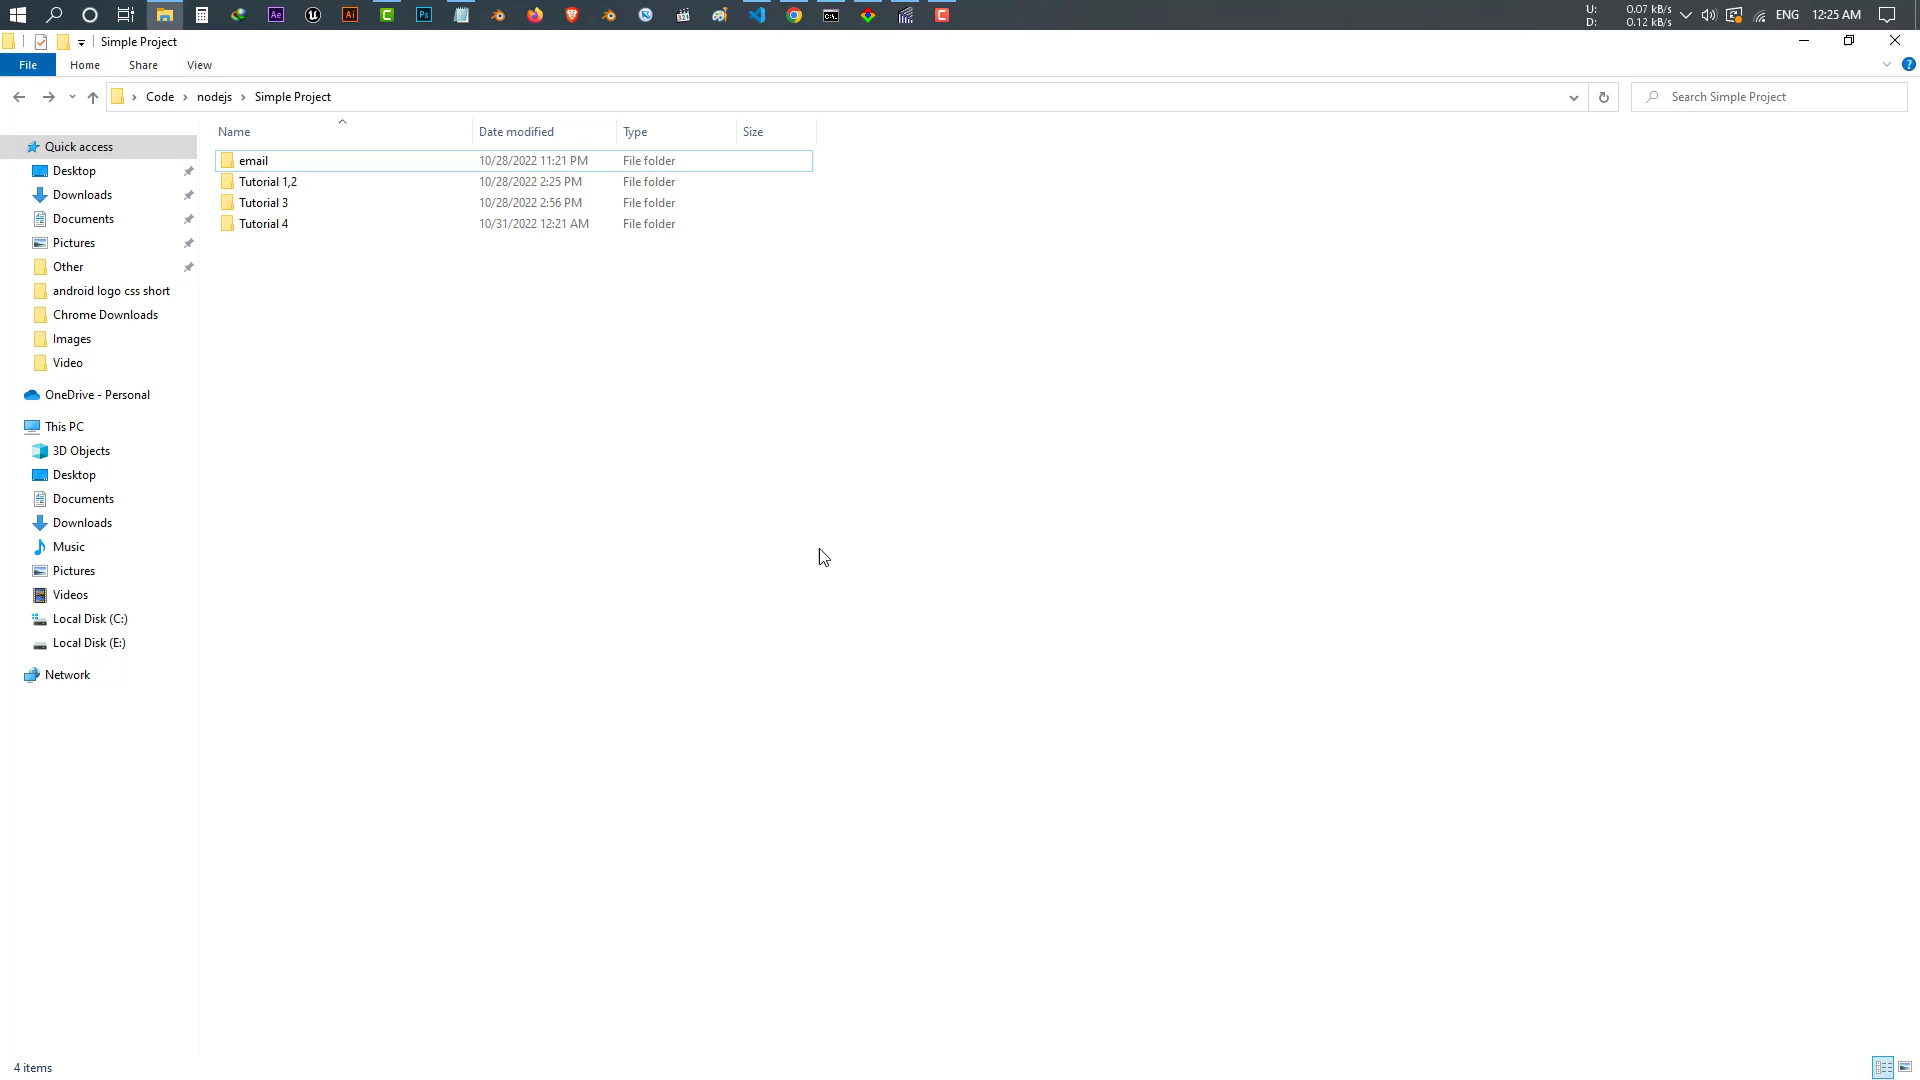 U: 0.07 kB/s
D: 0.12 kB/s
ENG 12:25 AM
Simple Project
File Home Share View
Code nodejs Simple Project
Search Simple Project
Name Date modified Type Size
Quick access
Desktop
Downloads
Documents
Pictures
Other
android logo css short
Chrome Downloads
Images
Video
OneDrive - Personal
This PC
3D Objects
Desktop
Documents
Downloads
Music
Pictures
Videos
Local Disk (C:)
Local Disk (E:)
Network
email 10/28/2022 11:21 PM File folder
Tutorial 1,2 10/28/2022 2:25 PM File folder
Tutorial 3 10/28/2022 2:56 PM File folder
Tutorial 4 10/31/2022 12:21 AM File folder
4 items